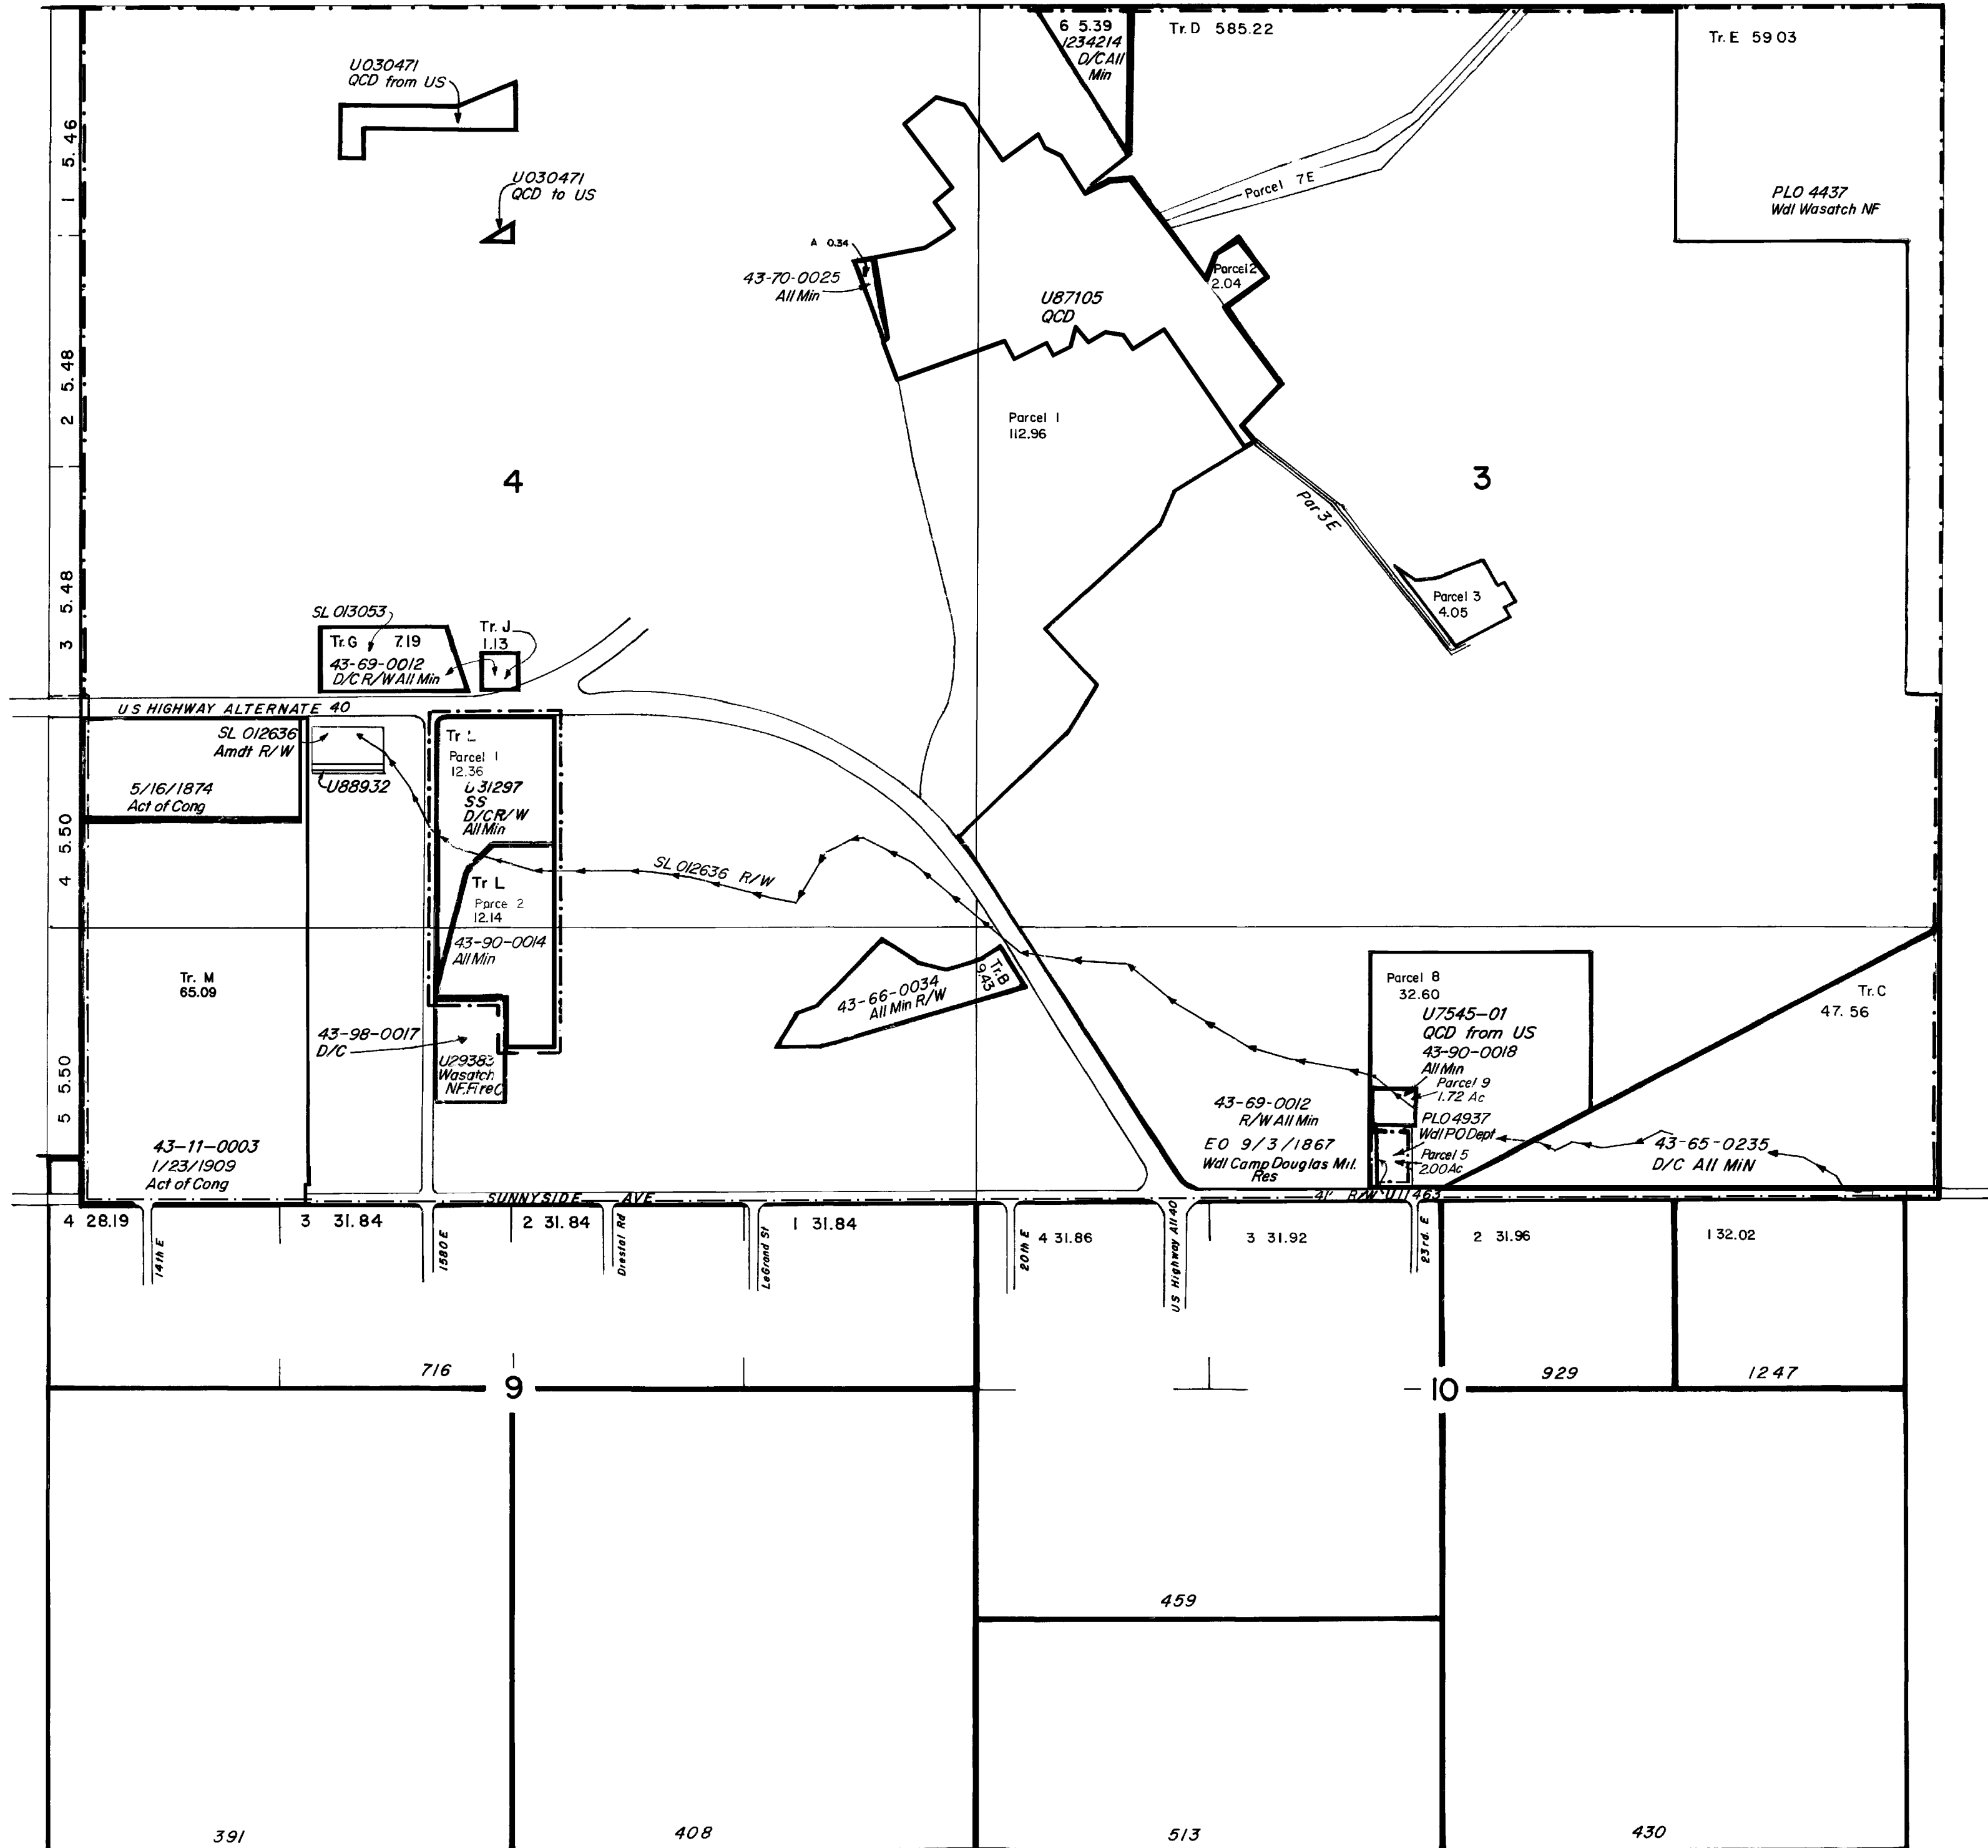 6 5.39
1234214
D/C All
Min
Tr. D 585.22
Tr. E 59 03
U030471
QCD from US
1 5.46
U030471
QCD to US
Parcel 7E
PLO 4437
Wdl Wasatch NF
A 0.34
43-70-0025
All Min
Parcel 2
2.04
U87105
QCD
2 5.48
Parcel 1
112.96
4
3
Par 3E
3 5.48
Parcel 3
4.05
SL 013053
Tr. G 7.19
43-69-0012
D/C R/W All Min
Tr. J
1.13
US HIGHWAY ALTERNATE 40
SL 012636
Amdt R/W
U88932
5/16/1874
Act of Cong
Tr L
Parcel 1
12.36
U31297
SS
D/CR/W
All Min
4 5.50
SL 012636 R/W
Tr L
Parce 2
12.14
43-90-0014
All Min
Tr. M
65.09
43-66-0034
All Min R/W
Tr. B
9.43
Parcel 8
32.60
U7545-01
QCD from US
43-90-0018
All Min
Parcel 9
1.72 Ac
Tr. C
47.56
43-98-0017
D/C
U29383
Wasatch
NF. Fire C
5 5.50
43-69-0012
R/W All Min
EO 9/3/1867
Wdl Camp Douglas Mil.
Res
PLO 4937
Wdl PO Dept
Parcel 5
2.00Ac
43-65-0235
D/C All MiN
43-11-0003
1/23/1909
Act of Cong
SUNNYSIDE AVE
41' R/W U11463
4 28.19
3 31.84
2 31.84
1 31.84
4 31.86
3 31.92
2 31.96
1 32.02
14th E
1580 E
Diestal Rd
LeGrand St
20th E
US Highway Alt 40
23rd. E
716
9
10
929
1247
459
391
408
513
430